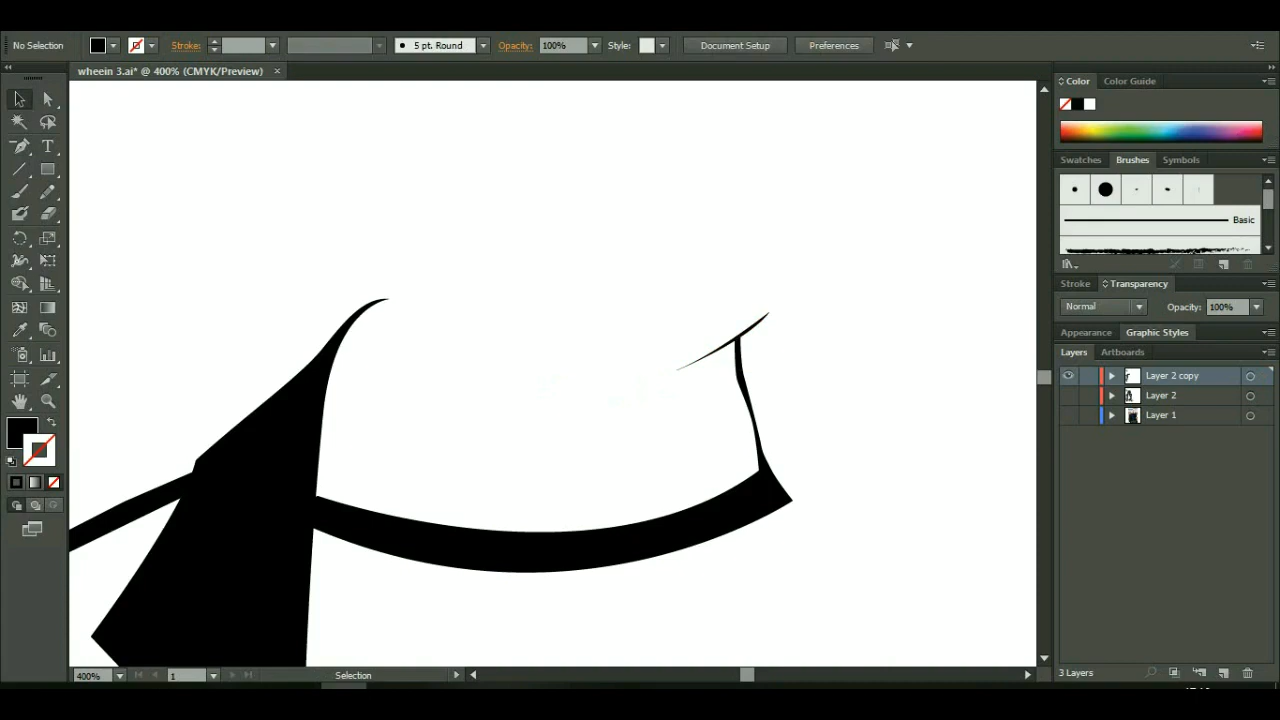 No Selection Stroke: 5 pt. Round Opacity: 100% Style: Document Setup Preferences
wheein 3.ai* @ 400% (CMYK/Preview)
Color Color Guide
Swatches Brushes Symbols
Basic
Stroke Transparency
Normal Opacity: 100%
Appearance Graphic Styles
Layers Artboards
Layer 2 copy
Layer 2
Layer 1
3 Layers
400% 1 Selection